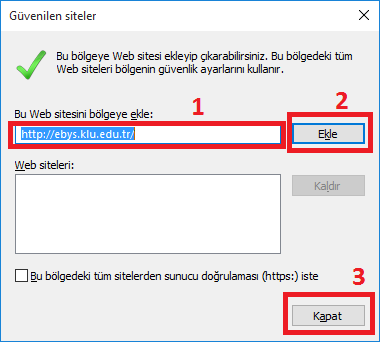 Güvenilen siteler
Bu bölgeye Web sitesi ekleyip çıkarabilirsiniz. Bu bölgedeki tüm
Web siteleri bölgenin güvenlik ayarlarını kullanır.
1
2
Bu Web sitesini bölgeye ekle:
http://ebys.klu.edu.tr/
Ekle
Web siteleri:
Kaldır
Bu bölgedeki tüm sitelerden sunucu doğrulaması (https:) iste
3
Kapat